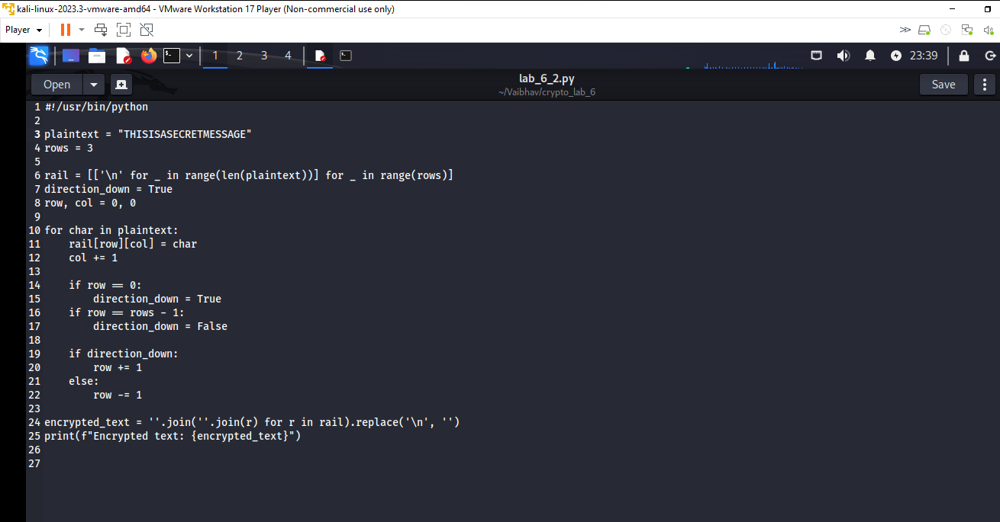 kali-linux-2023.3-vmware-amd64 - VMware Workstation 17 Player (Non-commercial use only)
Player
1 2 3 4 23:39
Open lab_6_2.py Save
~/Vaibhav/crypto_lab_6
1 #!/usr/bin/python
2
3 plaintext = "THISISASECRETMESSAGE"
4 rows = 3
5
6 rail = [['\n' for _ in range(len(plaintext))] for _ in range(rows)]
7 direction_down = True
8 row, col = 0, 0
9
10 for char in plaintext:
11     rail[row][col] = char
12     col += 1
13
14     if row == 0:
15         direction_down = True
16     if row == rows - 1:
17         direction_down = False
18
19     if direction_down:
20         row += 1
21     else:
22         row -= 1
23
24 encrypted_text = ''.join(''.join(r) for r in rail).replace('\n', '')
25 print(f"Encrypted text: {encrypted_text}")
26
27